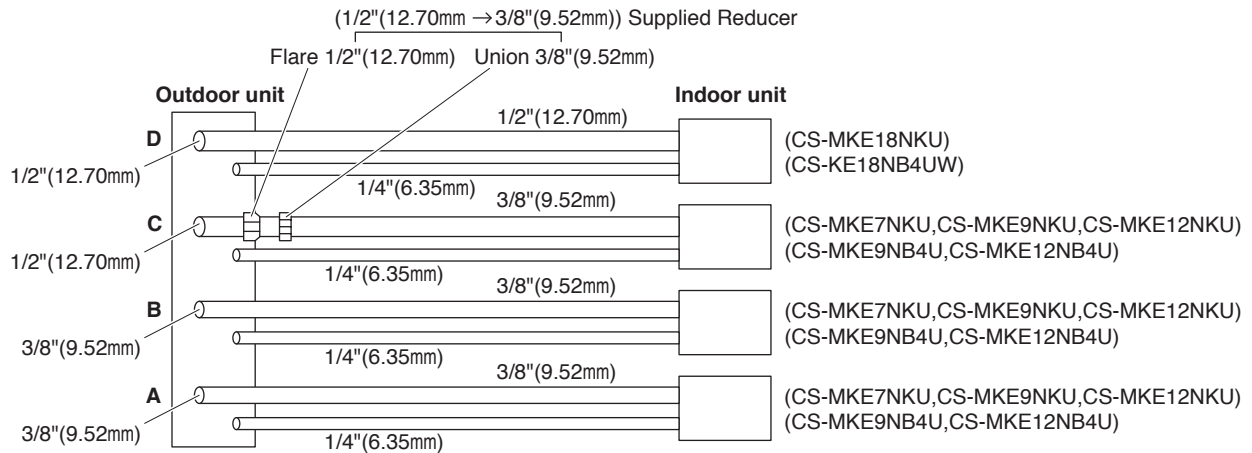 (1/2"(12.70mm →3/8"(9.52mm)) Supplied Reducer
Flare 1/2"(12.70mm) Union 3/8"(9.52mm)
Outdoor unit
Indoor unit
D
1/2"(12.70mm)
1/2"(12.70mm)
1/4"(6.35mm)
(CS-MKE18NKU)
(CS-KE18NB4UW)
C
1/2"(12.70mm)
3/8"(9.52mm)
1/4"(6.35mm)
(CS-MKE7NKU,CS-MKE9NKU,CS-MKE12NKU)
(CS-MKE9NB4U,CS-MKE12NB4U)
B
3/8"(9.52mm)
3/8"(9.52mm)
1/4"(6.35mm)
(CS-MKE7NKU,CS-MKE9NKU,CS-MKE12NKU)
(CS-MKE9NB4U,CS-MKE12NB4U)
A
3/8"(9.52mm)
3/8"(9.52mm)
1/4"(6.35mm)
(CS-MKE7NKU,CS-MKE9NKU,CS-MKE12NKU)
(CS-MKE9NB4U,CS-MKE12NB4U)